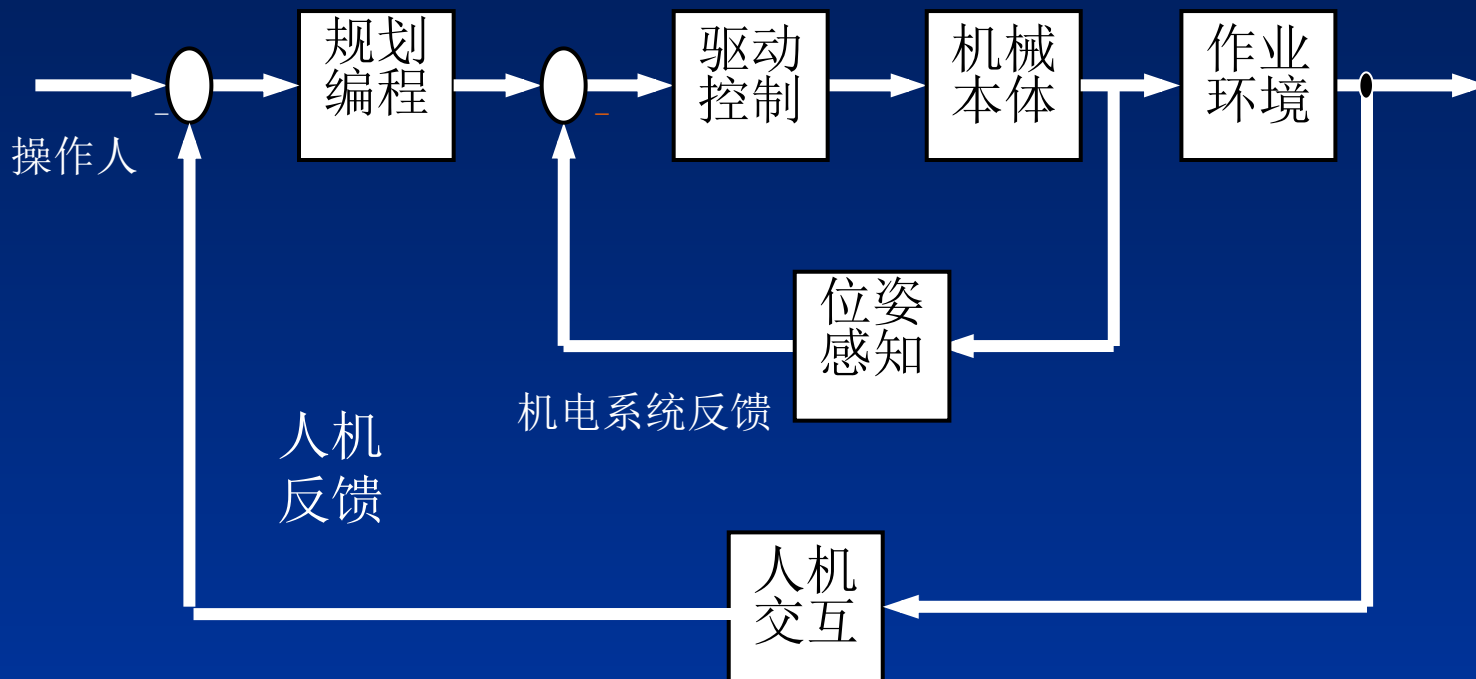 规划
编程
驱动
控制
机械
本体
作业
环境
–
–
操作人
位姿
感知
机电系统反馈
人机
反馈
人机
交互